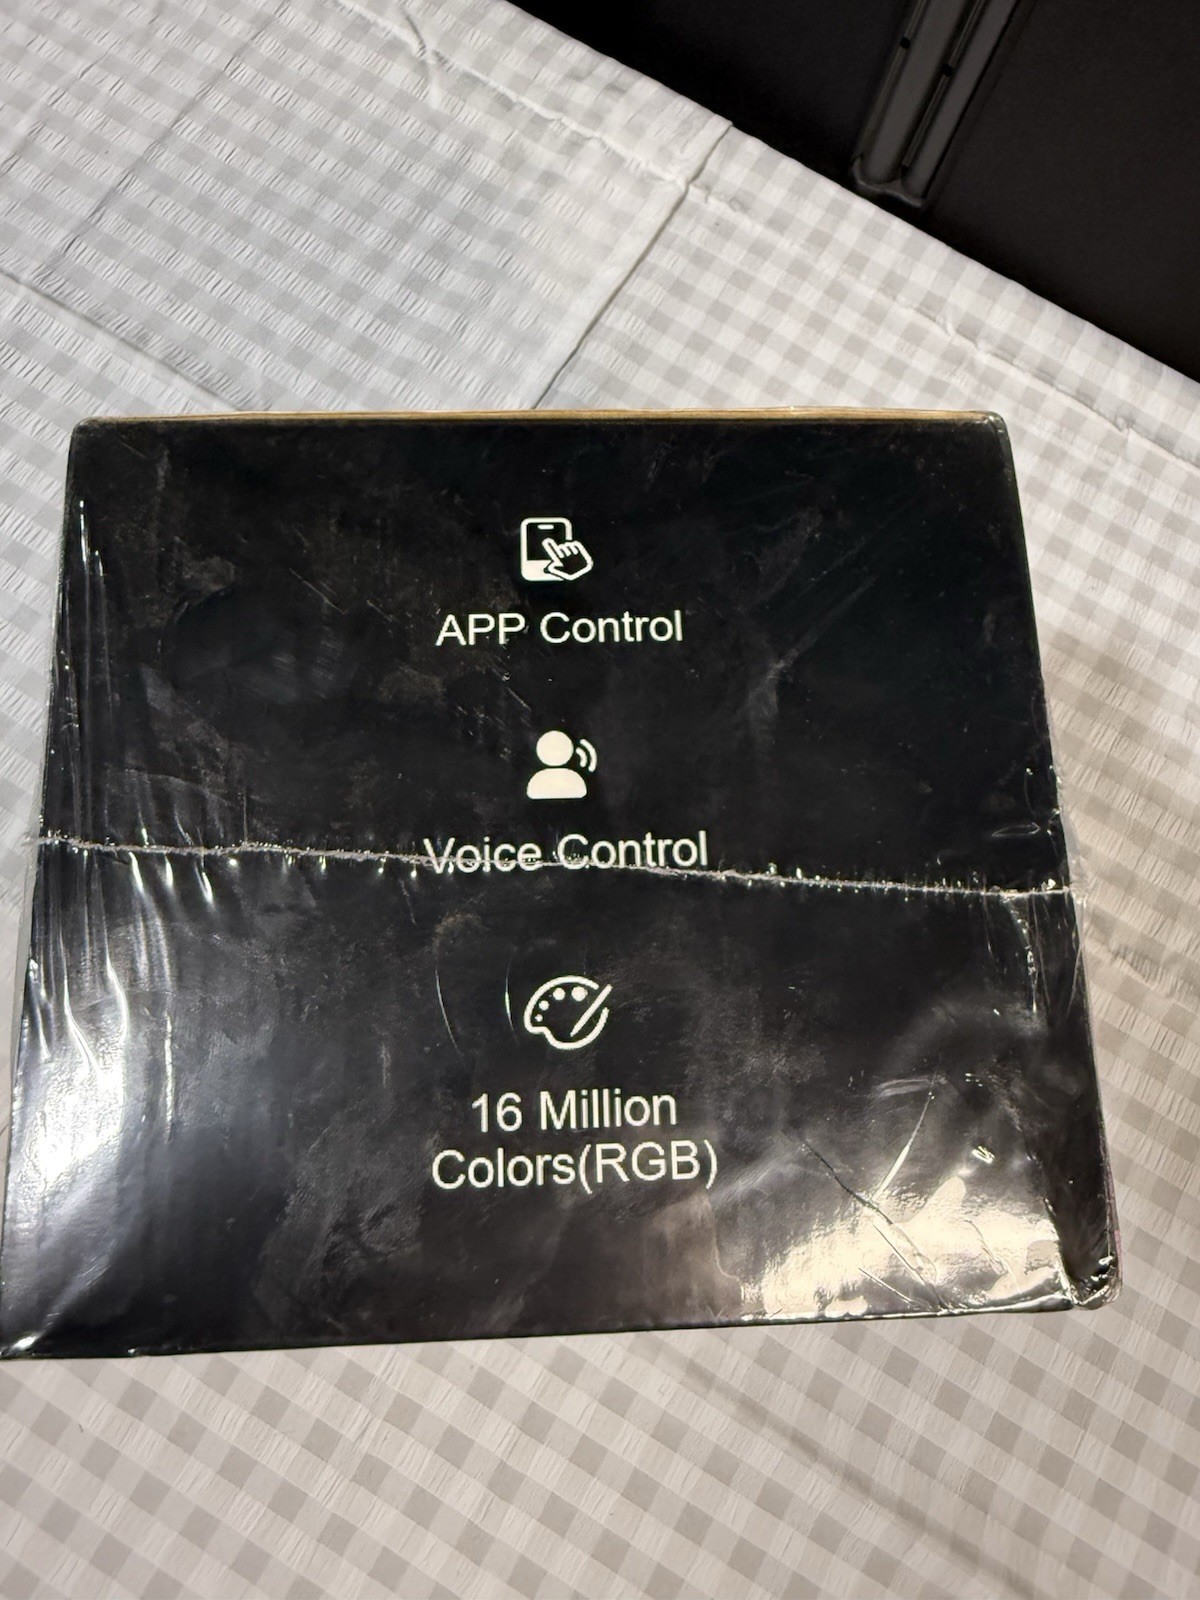 APP Control
Voice Control
16 Million
Colors(RGB)